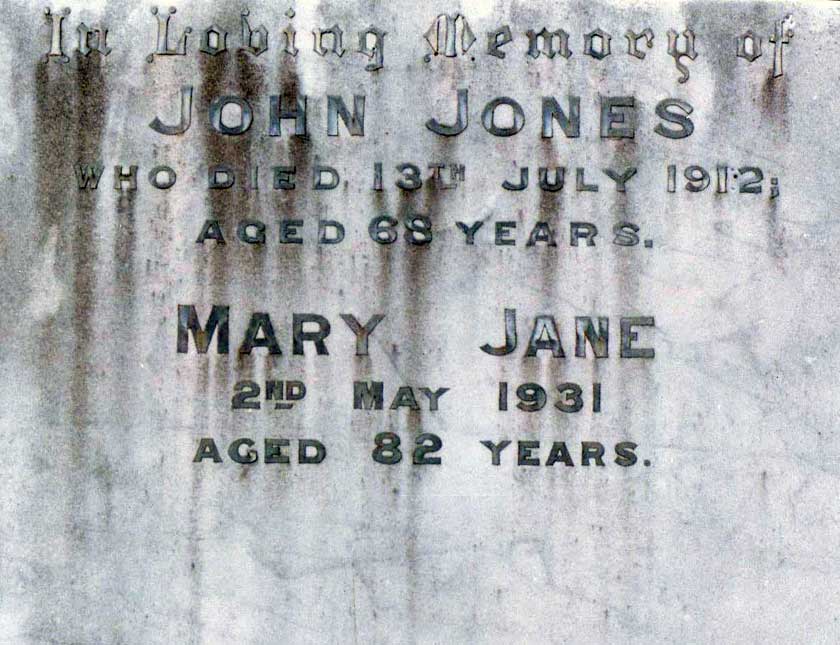 In Loving Memory of
JOHN JONES
WHO DIED 13TH JULY 1912;
AGED 68 YEARS.
MARY JANE
2ND MAY 1931
AGED 82 YEARS.